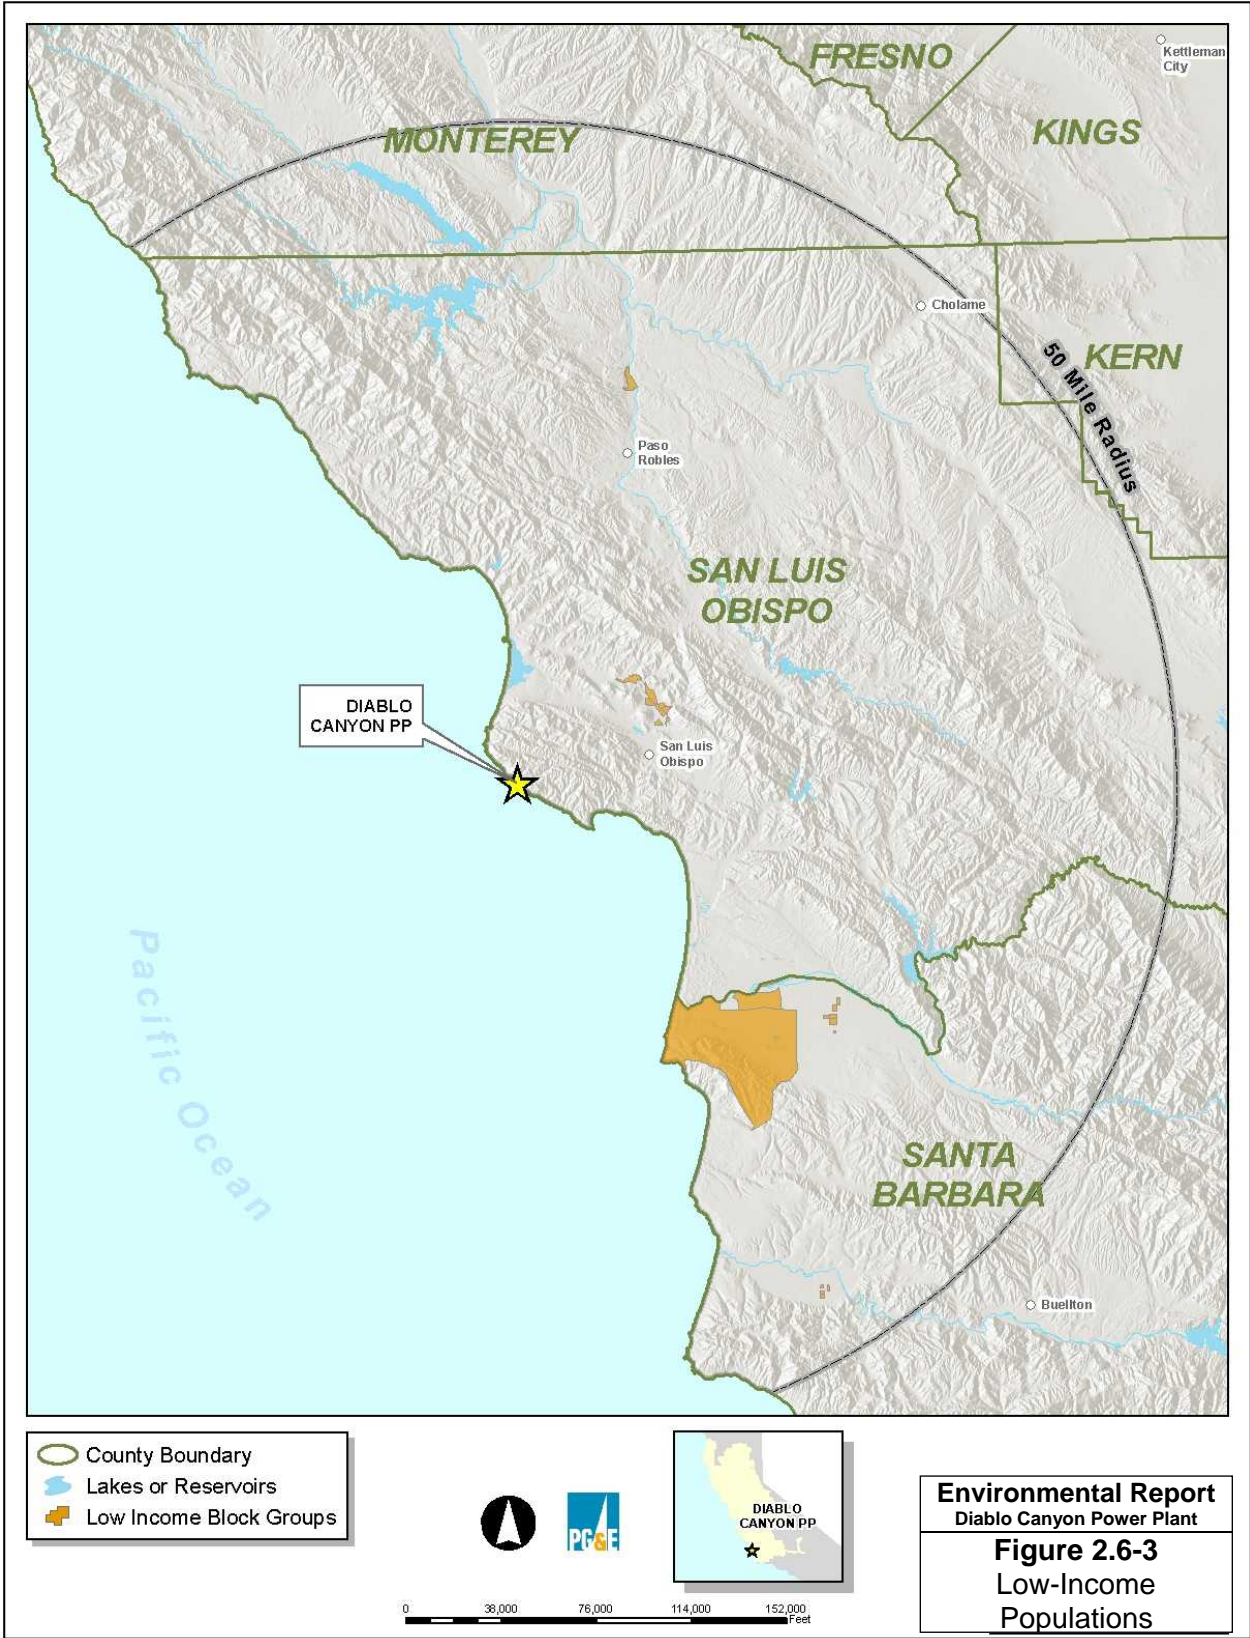 FRESNO
Kettleman
City
KINGS
MONTEREY
Cholame
50 Mile Radius
KERN
Paso
Robles
SAN LUIS
OBISPO
DIABLO
CANYON PP
San Luis
Obispo
Pacific Ocean
SANTA
BARBARA
Buellton
County Boundary
Lakes or Reservoirs
Low Income Block Groups
PG&E
DIABLO
CANYON PP
0 38,000 76,000 114,000 152,000
Feet
Environmental Report
Diablo Canyon Power Plant
Figure 2.6-3
Low-Income
Populations